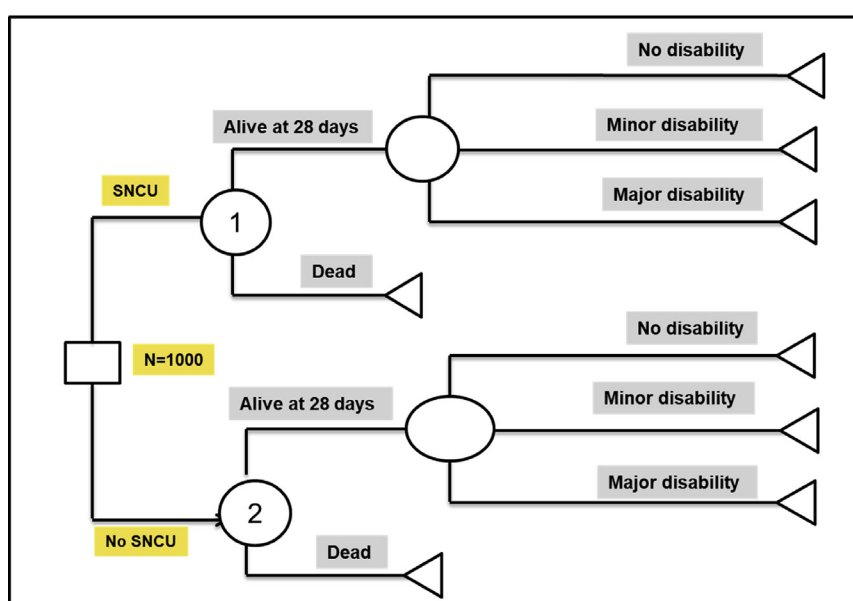 No disability
Alive at 28 days
Minor disability
SNCU
Major disability
1
Dead
N=1000
No disability
Alive at 28 days
Minor disability
Major disability
2
No SNCU
Dead